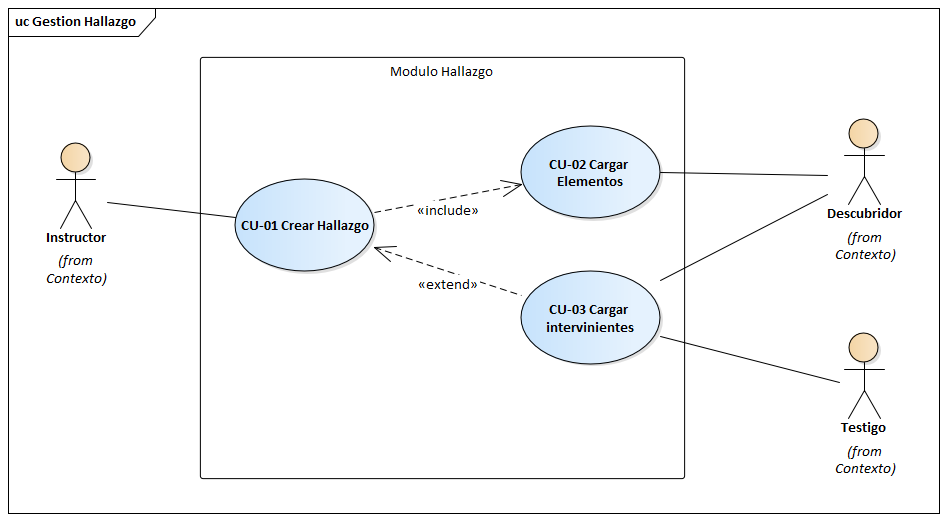 uc Gestion Hallazgo
Modulo Hallazgo
Instructor
(from
Contexto)
CU-01 Crear Hallazgo
«include»
«extend»
CU-02 Cargar
Elementos
CU-03 Cargar
intervinientes
Descubridor
(from
Contexto)
Testigo
(from
Contexto)